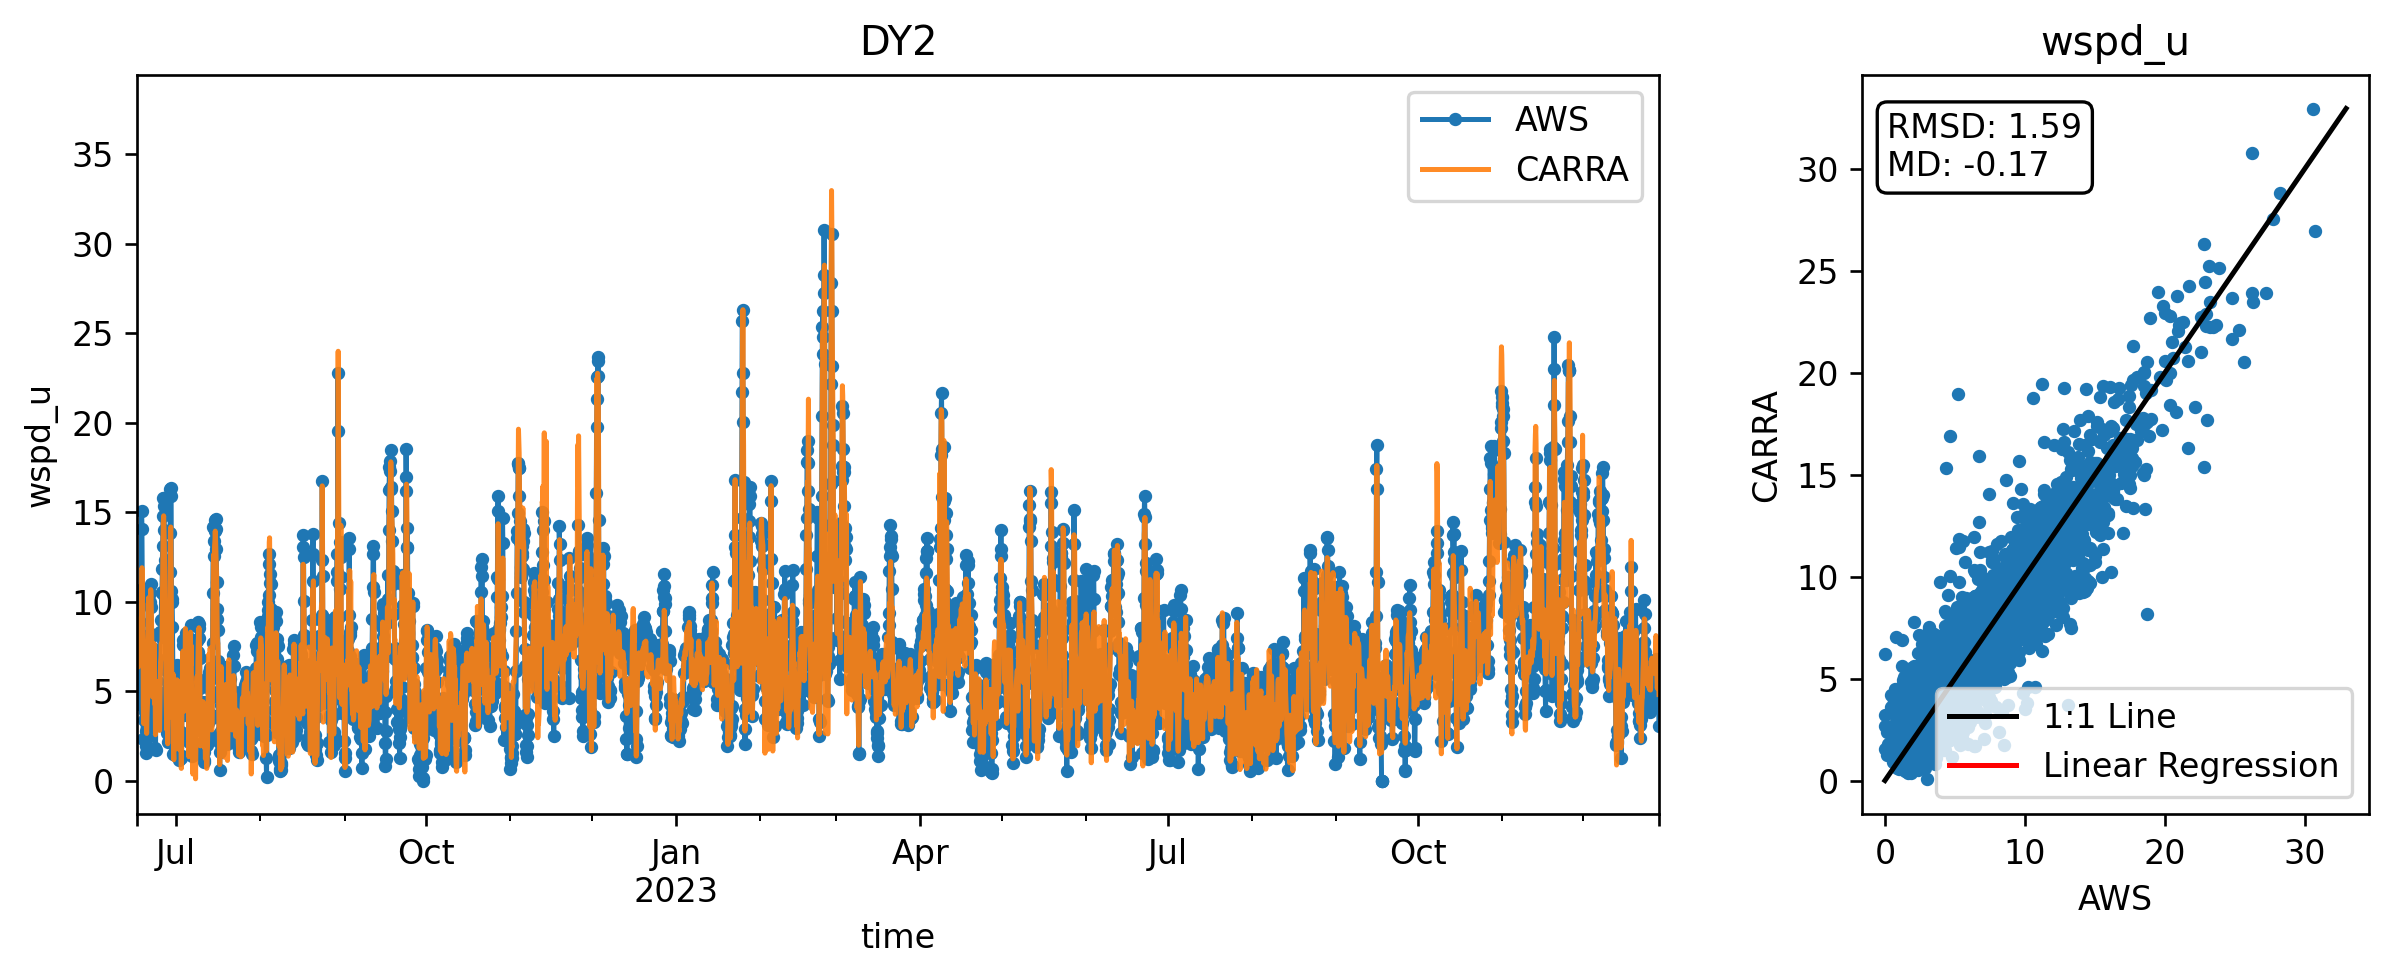 DY2
wspd_u
35
30
25
20
15
10
5
0
AWS
CARRA
Jul
Oct
Jan
2023
Apr
Jul
Oct
time
wspd_u
RMSD: 1.59
MD: -0.17
CARRA
30
25
20
15
10
5
0
1:1 Line
Linear Regression
0
10
20
30
AWS